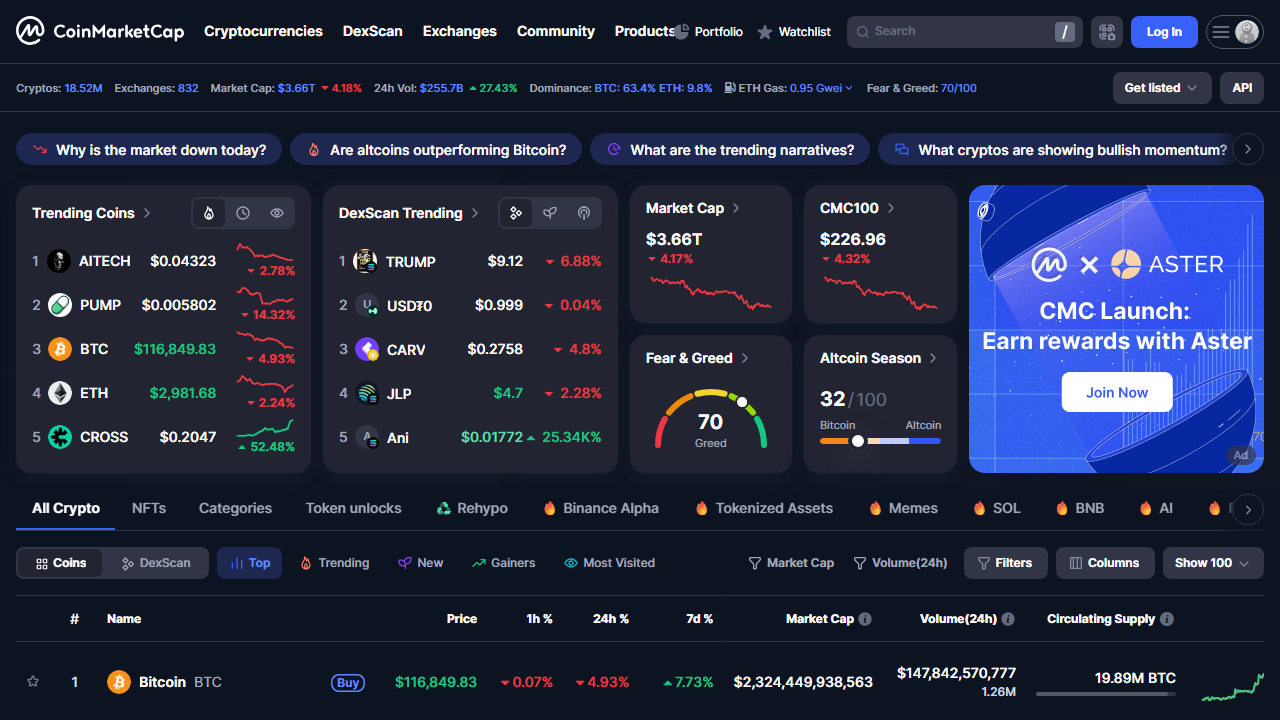 CoinMarketCap Cryptocurrencies DexScan Exchanges Community Products Portfolio Watchlist Search / Log In
Cryptos: 18.52M Exchanges: 832 Market Cap: $3.66T 4.18% 24h Vol: $255.7B 27.43% Dominance: BTC: 63.4% ETH: 9.8% ETH Gas: 0.95 Gwei Fear & Greed: 70/100 Get listed API
Why is the market down today? Are altcoins outperforming Bitcoin? What are the trending narratives? What cryptos are showing bullish momentum?
Trending Coins
1 AITECH $0.04323 2.78%
2 PUMP $0.005802 14.32%
3 BTC $116,849.83 4.93%
4 ETH $2,981.68 2.24%
5 CROSS $0.2047 52.48%
DexScan Trending
1 TRUMP $9.12 6.88%
2 U USD₮0 $0.999 0.04%
3 CARV $0.2758 4.8%
4 JLP $4.7 2.28%
5 A Ani $0.01772 25.34K%
Market Cap
$3.66T
4.17%
CMC100
$226.96
4.32%
Fear & Greed
70
Greed
Altcoin Season
32/100
Bitcoin Altcoin
ASTER
CMC Launch:
Earn rewards with Aster
Join Now
Ad
All Crypto NFTs Categories Token unlocks Rehypo Binance Alpha Tokenized Assets Memes SOL BNB AI
Coins DexScan Top Trending New Gainers Most Visited Market Cap Volume(24h) Filters Columns Show 100
# Name Price 1h % 24h % 7d % Market Cap Volume(24h) Circulating Supply
1 Bitcoin BTC Buy $116,849.83 0.07% 4.93% 7.73% $2,324,449,938,563 $147,842,570,777 19.89M BTC
1.26M